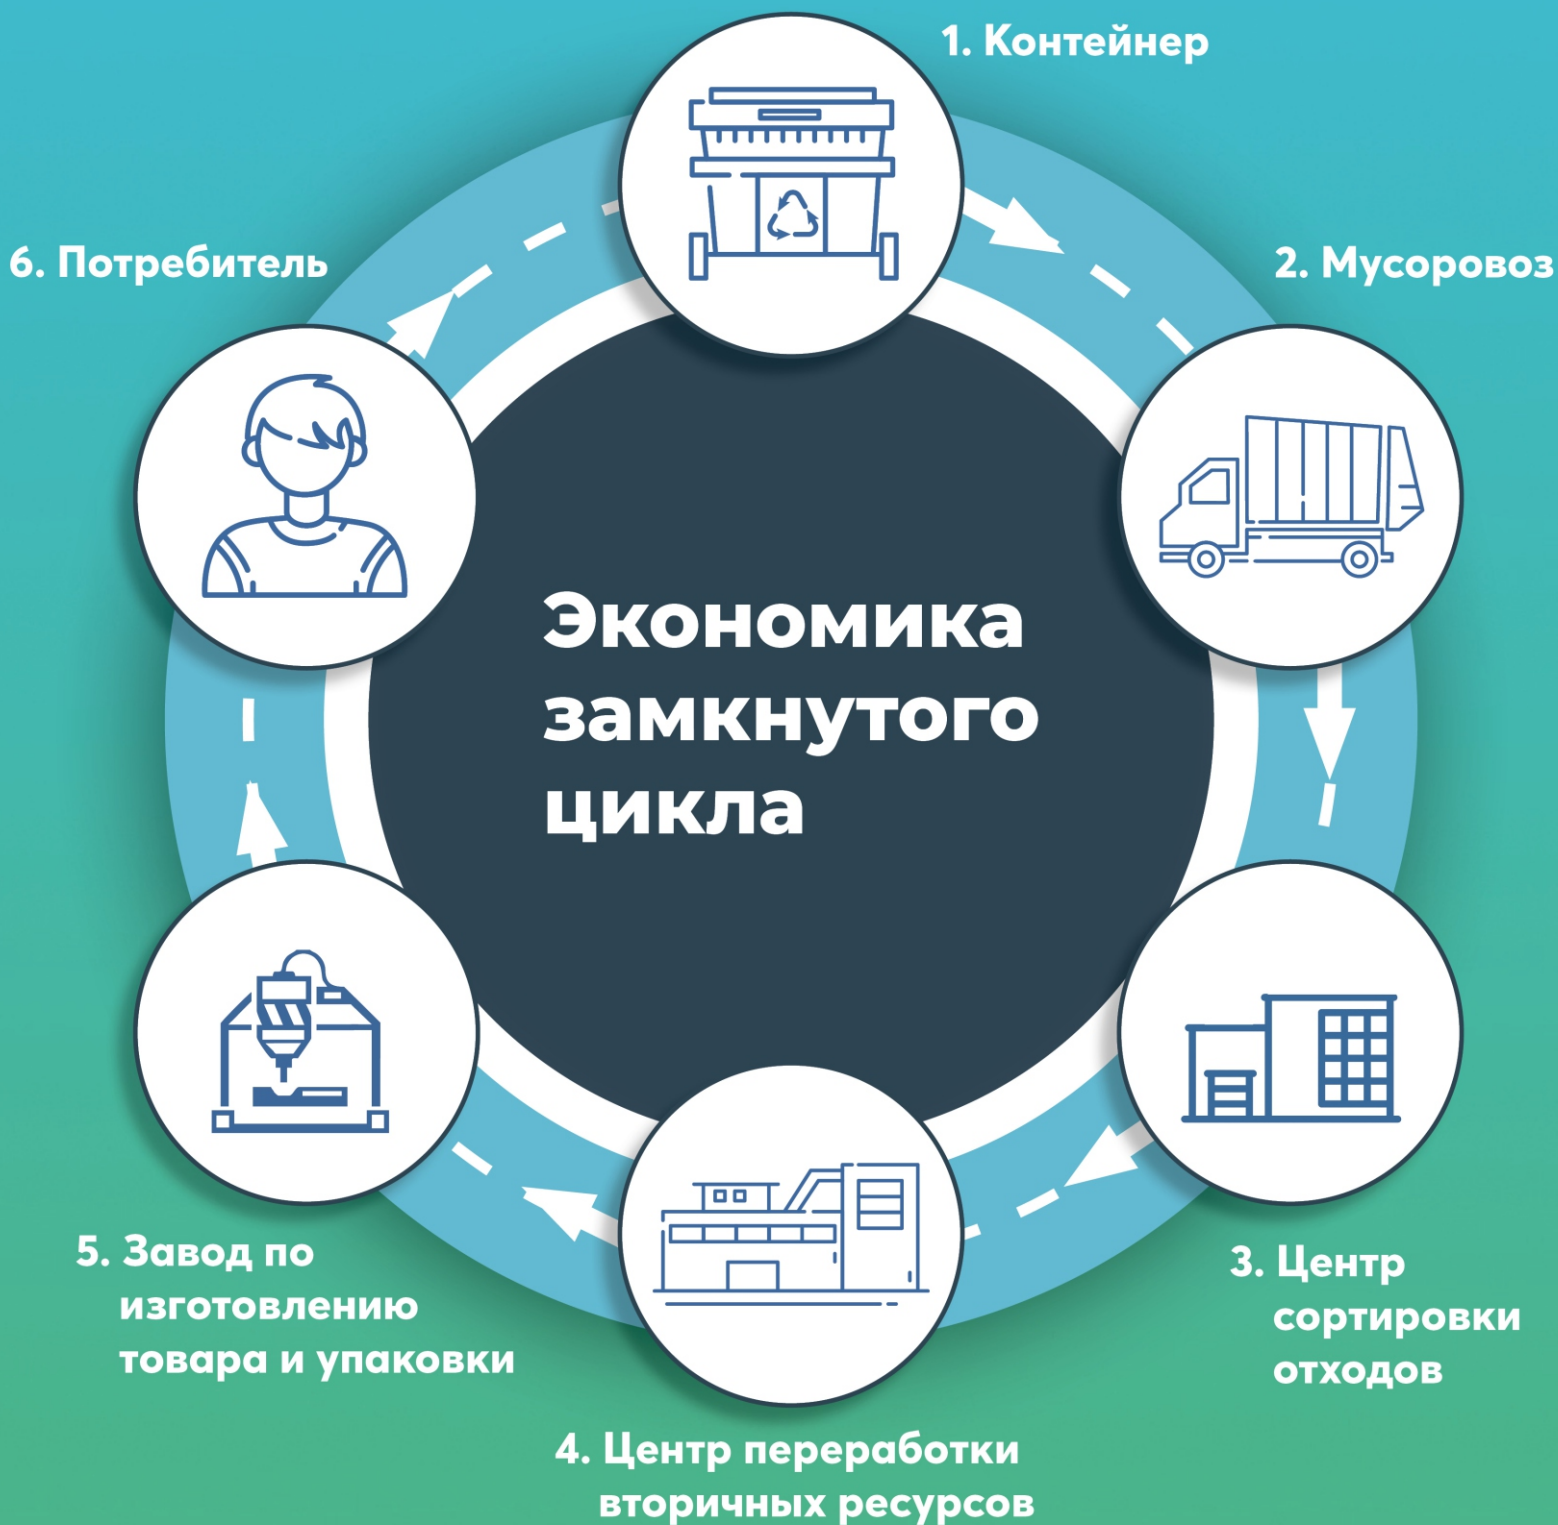 1. Контейнер
2. Мусоровоз
6. Потребитель
Экономика
замкнутого
цикла
5. Завод по
изготовлению
товара и упаковки
3. Центр
сортировки
отходов
4. Центр переработки
вторичных ресурсов